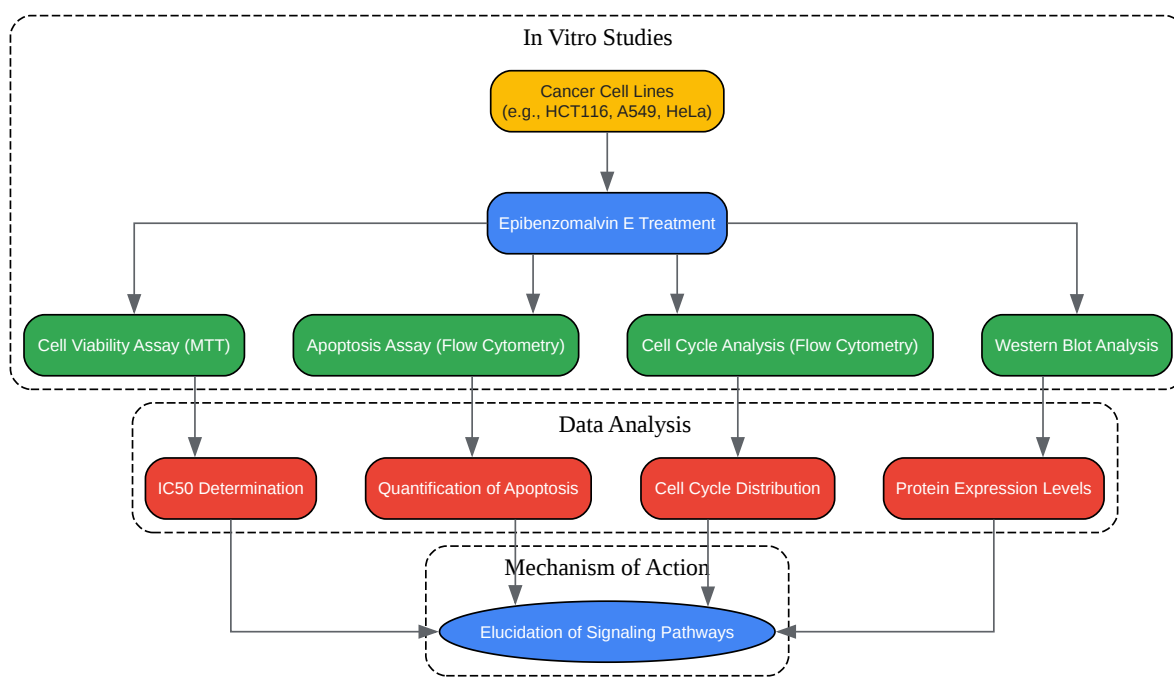 In Vitro Studies
Cancer Cell Lines
(e.g., HCT116, A549, HeLa)
Epibenzomalvin E Treatment
Cell Viability Assay (MTT)
Apoptosis Assay (Flow Cytometry)
Cell Cycle Analysis (Flow Cytometry)
Western Blot Analysis
Data Analysis
IC50 Determination
Quantification of Apoptosis
Cell Cycle Distribution
Protein Expression Levels
Mechanism of Action
Elucidation of Signaling Pathways